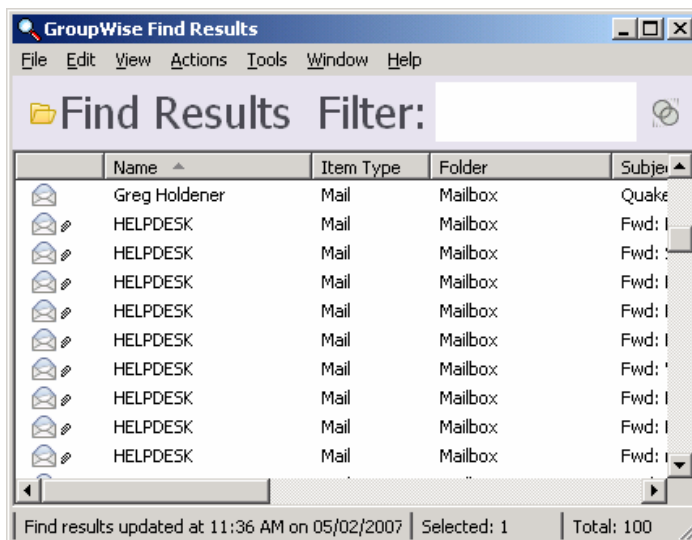 GroupWise Find Results
File Edit View Actions Tools Window Help
Find Results Filter:
Name Item Type Folder
Greg Holdener Mail Mailbox
HELPDESK Mail Mailbox Fwd:
HELPDESK Mail Mailbox Fwd:
HELPDESK Mail Mailbox Fwd:
HELPDESK Mail Mailbox Fwd:
HELPDESK Mail Mailbox Fwd:
HELPDESK Mail Mailbox Fwd:
HELPDESK Mail Mailbox Fwd:
HELPDESK Mail Mailbox Fwd:
HELPDESK Mail Mailbox Fwd:
Find results updated at 11:36 AM on 05/02/2007 Selected: 1 Total: 100